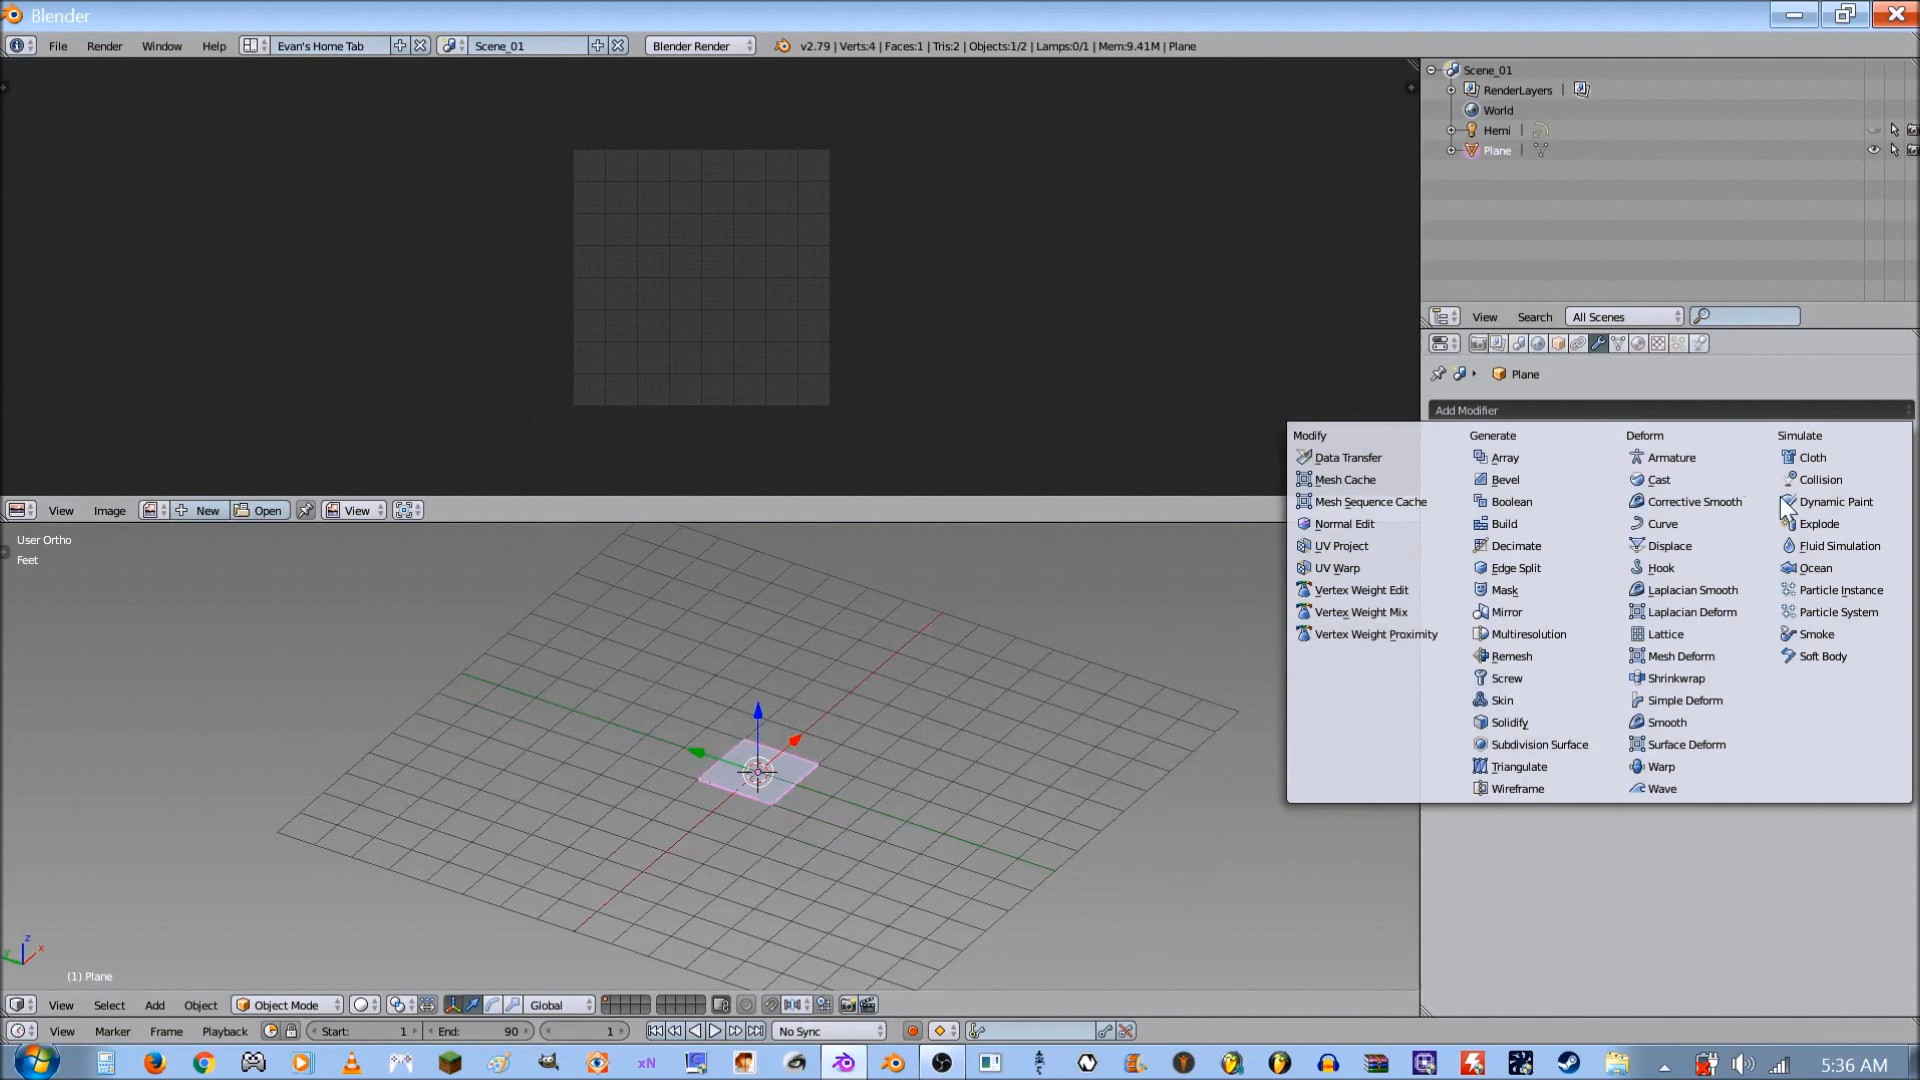 Blender
File Render Window Help Evan's Home Tab Scene_01 Blender Render v2.79 | Verts:4 | Faces:1 | Tris:2 | Objects:1/2 | Lamps:0/1 | Mem:9.41M | Plane
Scene_01
RenderLayers |
World
Hemi |
Plane |
View Search All Scenes
Plane
Add Modifier
Modify
Data Transfer
Mesh Cache
Mesh Sequence Cache
Normal Edit
UV Project
UV Warp
Vertex Weight Edit
Vertex Weight Mix
Vertex Weight Proximity
Generate
Array
Bevel
Boolean
Build
Decimate
Edge Split
Mask
Mirror
Multiresolution
Remesh
Screw
Skin
Solidify
Subdivision Surface
Triangulate
Wireframe
Deform
Armature
Cast
Corrective Smooth
Curve
Displace
Hook
Laplacian Smooth
Laplacian Deform
Lattice
Mesh Deform
Shrinkwrap
Simple Deform
Smooth
Surface Deform
Warp
Wave
Simulate
Cloth
Collision
Dynamic Paint
Explode
Fluid Simulation
Ocean
Particle Instance
Particle System
Smoke
Soft Body
View Image New Open View
User Ortho
Feet
z
x
y
(1) Plane
View Select Add Object Object Mode Global
View Marker Frame Playback Start: 1 End: 90 1 No Sync
xN
5:36 AM